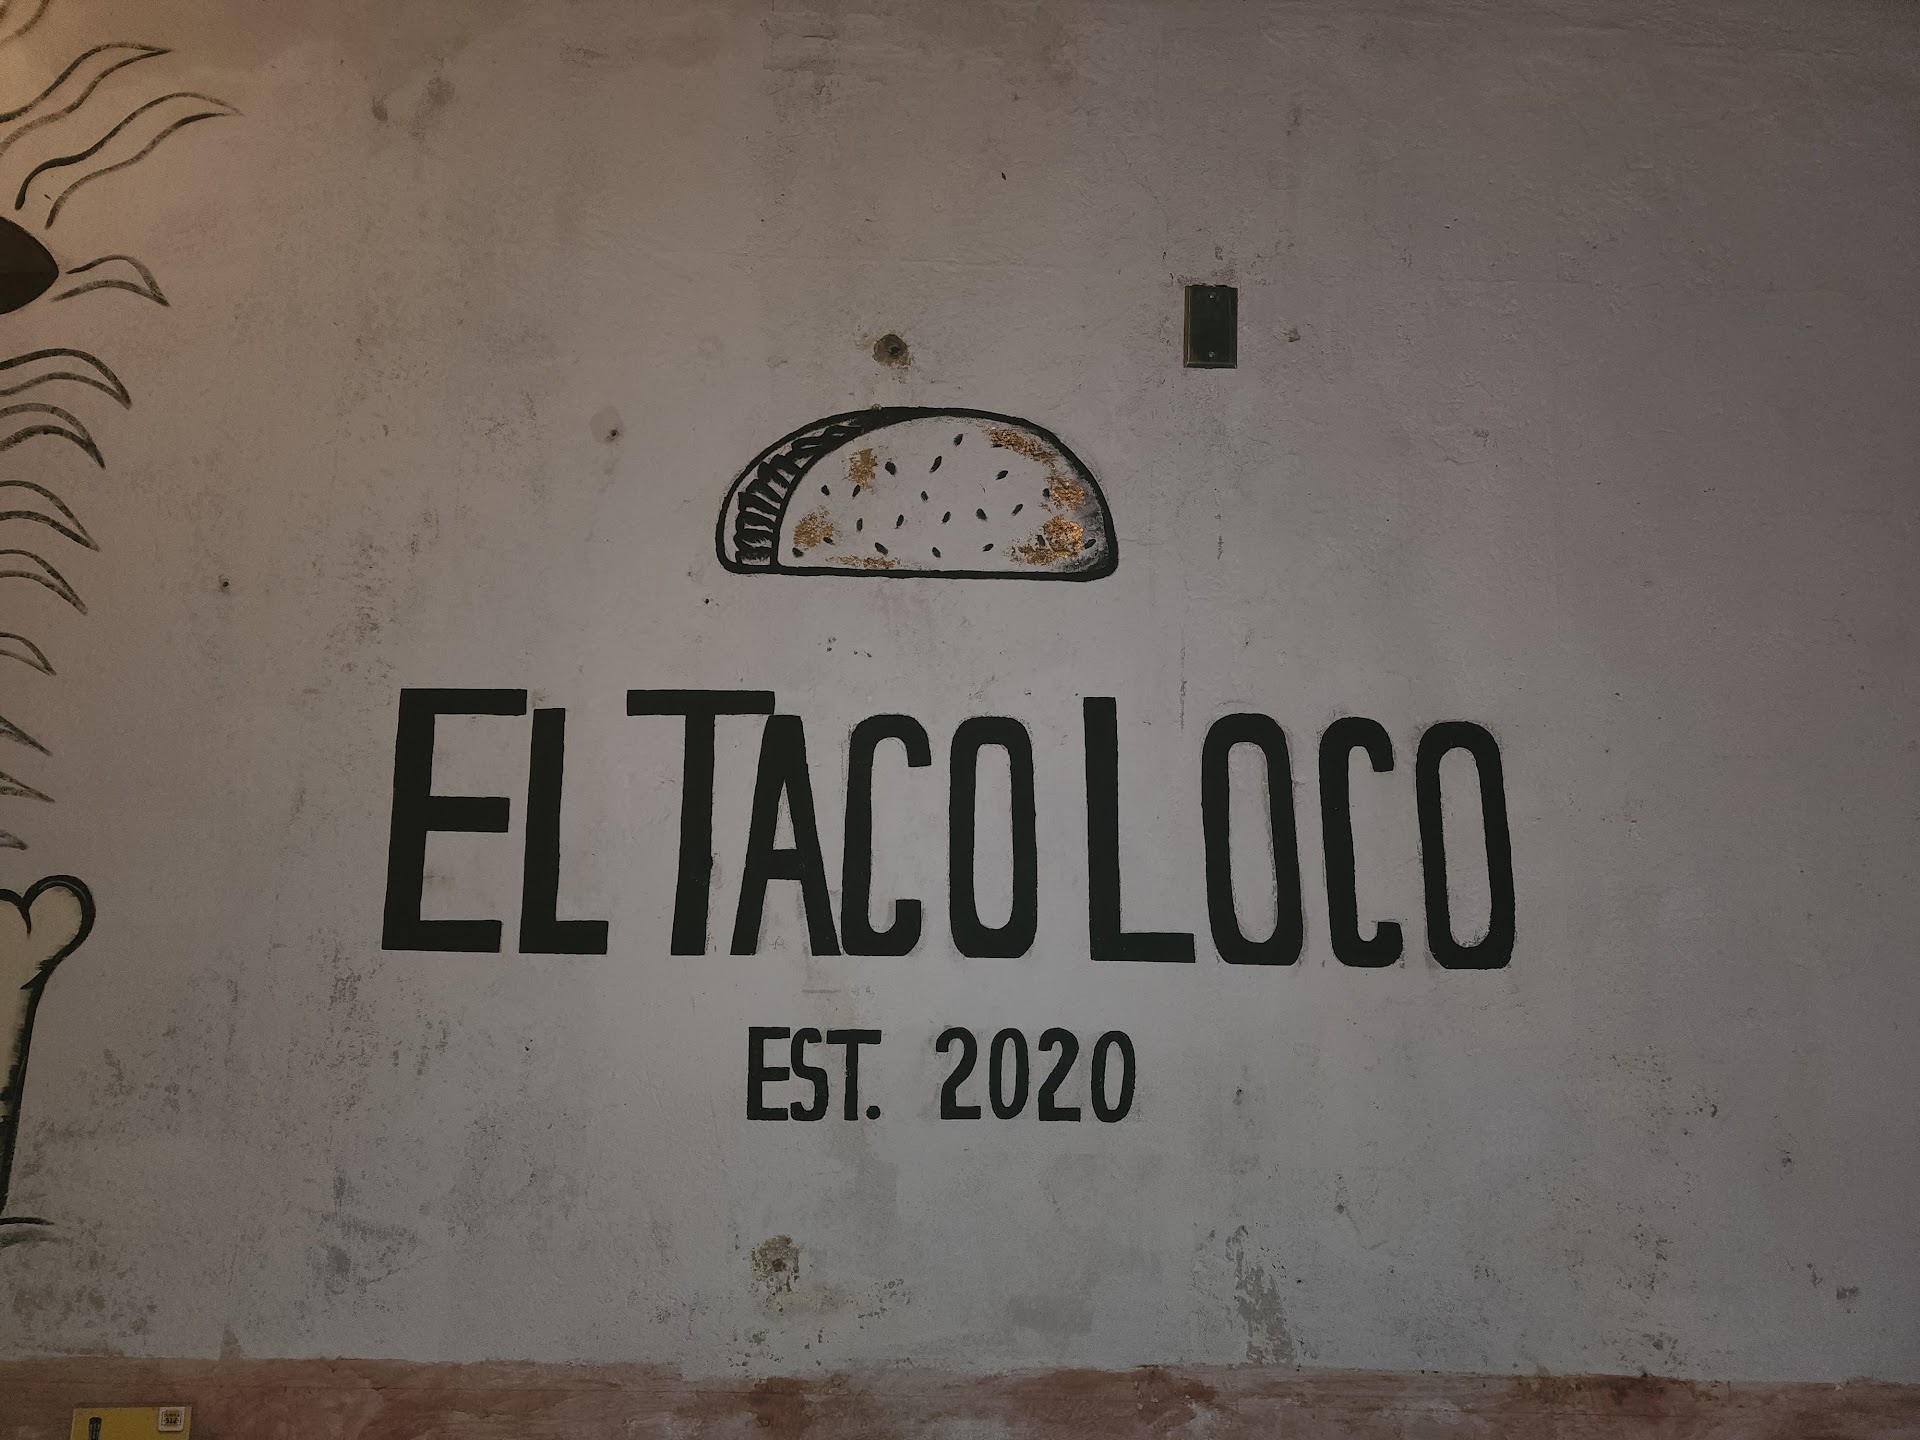 EL TACO LOCO
EST. 2020